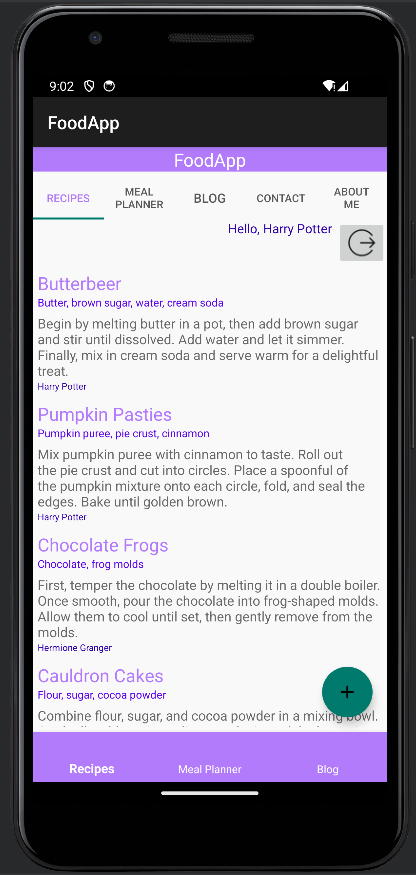 9:02
FoodApp
FoodApp
RECIPES
MEAL
PLANNER
BLOG
CONTACT
ABOUT
ME
Hello, Harry Potter
Butterbeer
Butter, brown sugar, water, cream soda
Begin by melting butter in a pot, then add brown sugar
and stir until dissolved. Add water and let it simmer.
Finally, mix in cream soda and serve warm for a delightful
treat.
Harry Potter
Pumpkin Pasties
Pumpkin puree, pie crust, cinnamon
Mix pumpkin puree with cinnamon to taste. Roll out
the pie crust and cut into circles. Place a spoonful of
the pumpkin mixture onto each circle, fold, and seal the
edges. Bake until golden brown.
Harry Potter
Chocolate Frogs
Chocolate, frog molds
First, temper the chocolate by melting it in a double boiler.
Once smooth, pour the chocolate into frog-shaped molds.
Allow them to cool until set, then gently remove from the
molds.
Hermione Granger
Cauldron Cakes
Flour, sugar, cocoa powder
+
Combine flour, sugar, and cocoa powder in a mixing bowl.
Recipes
Meal Planner
Blog